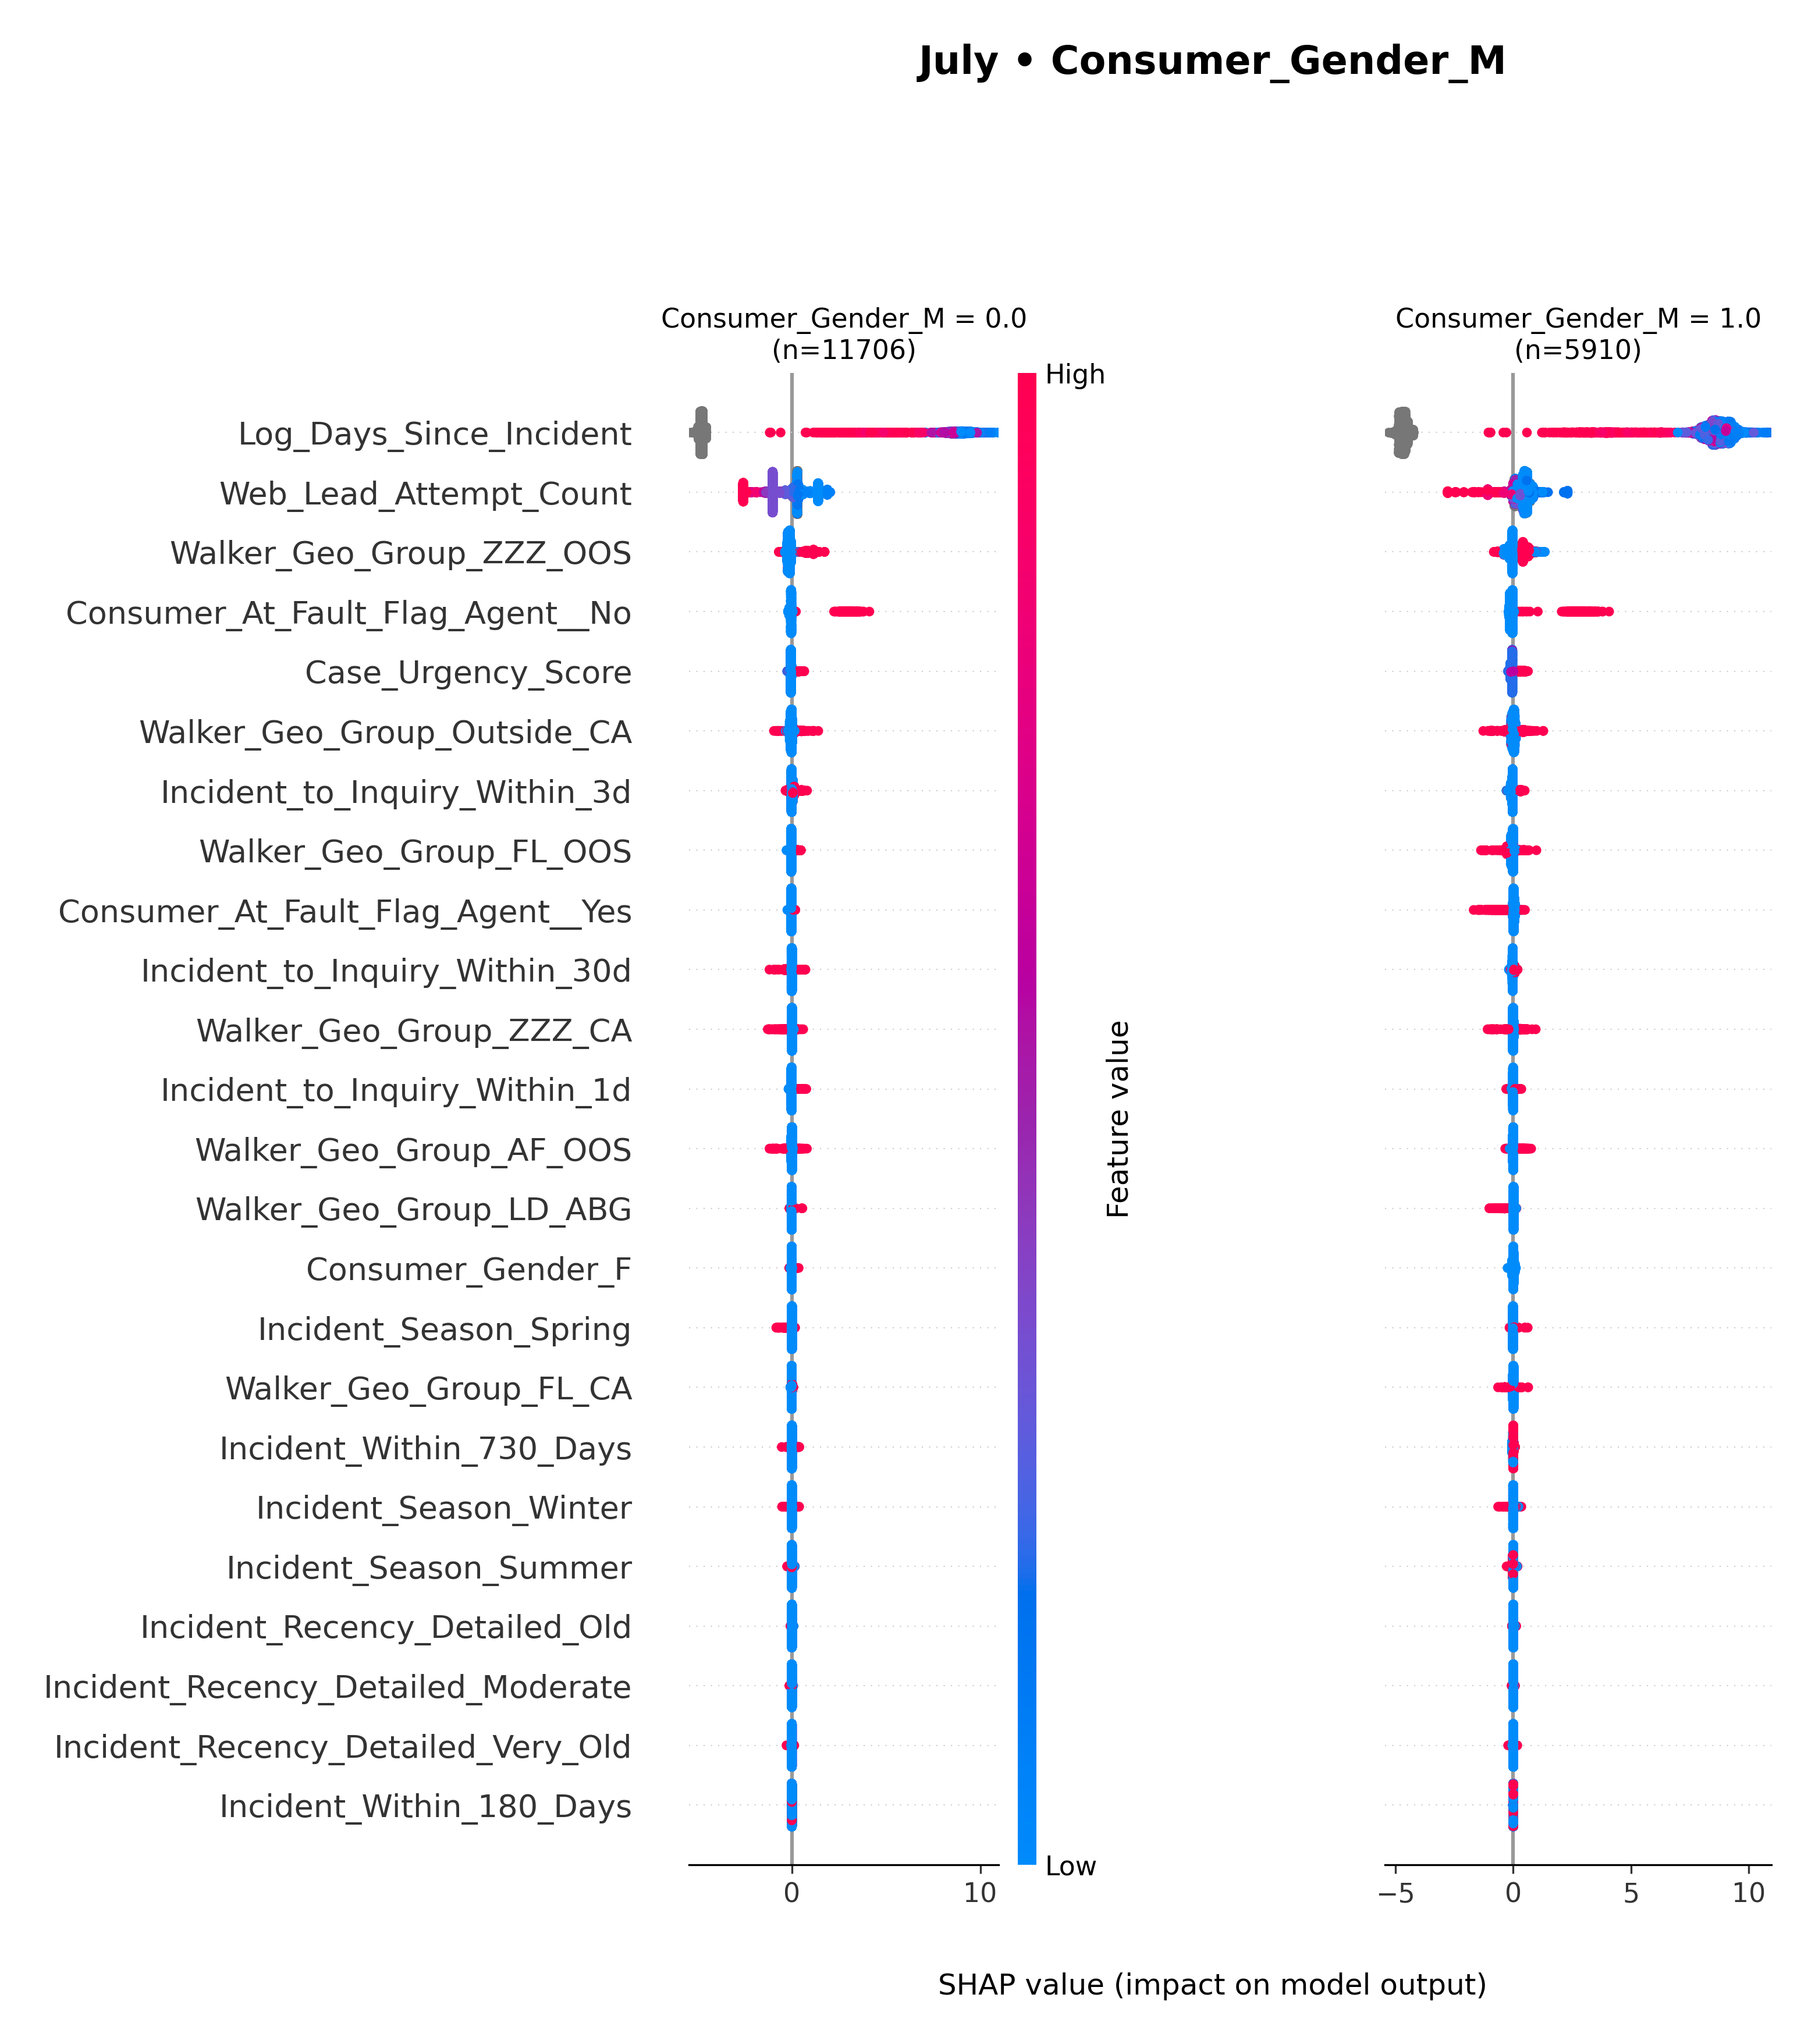 July • Consumer_Gender_M
Consumer_Gender_M = 0.0
(n=11706)
Consumer_Gender_M = 1.0
(n=5910)
High
Log_Days_Since_Incident
Web_Lead_Attempt_Count
Walker_Geo_Group_ZZZ_OOS
Consumer_At_Fault_Flag_Agent__No
Case_Urgency_Score
Walker_Geo_Group_Outside_CA
Incident_to_Inquiry_Within_3d
Walker_Geo_Group_FL_OOS
Consumer_At_Fault_Flag_Agent__Yes
Incident_to_Inquiry_Within_30d
Walker_Geo_Group_ZZZ_CA
Incident_to_Inquiry_Within_1d
Walker_Geo_Group_AF_OOS
Walker_Geo_Group_LD_ABG
Consumer_Gender_F
Incident_Season_Spring
Walker_Geo_Group_FL_CA
Incident_Within_730_Days
Incident_Season_Winter
Incident_Season_Summer
Incident_Recency_Detailed_Old
Incident_Recency_Detailed_Moderate
Incident_Recency_Detailed_Very_Old
Incident_Within_180_Days
Feature value
Low
0 10
−5 0 5 10
SHAP value (impact on model output)